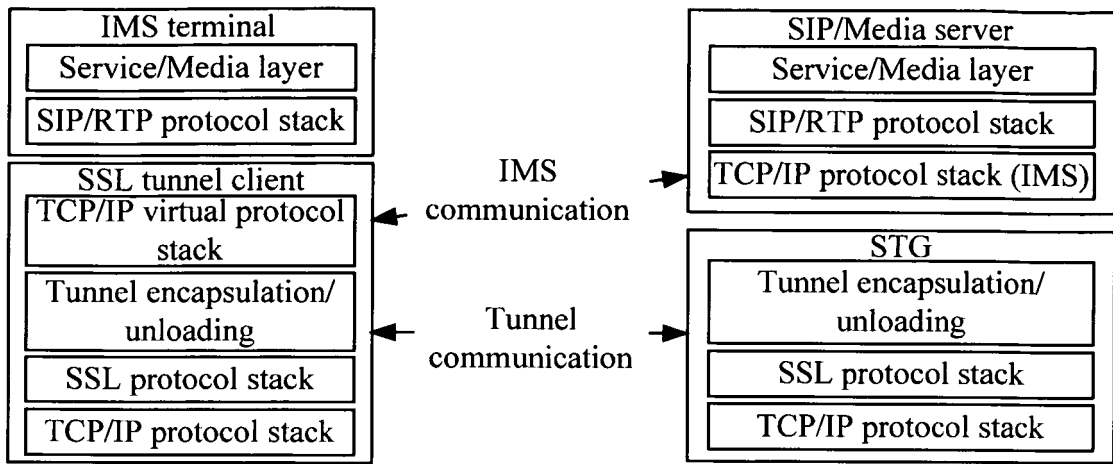 IMS terminal
Service/Media layer
SIP/RTP protocol stack
SSL tunnel client
TCP/IP virtual protocol
stack
Tunnel encapsulation/
unloading
SSL protocol stack
TCP/IP protocol stack
IMS
communication
Tunnel
communication
SIP/Media server
Service/Media layer
SIP/RTP protocol stack
TCP/IP protocol stack (IMS)
STG
Tunnel encapsulation/
unloading
SSL protocol stack
TCP/IP protocol stack